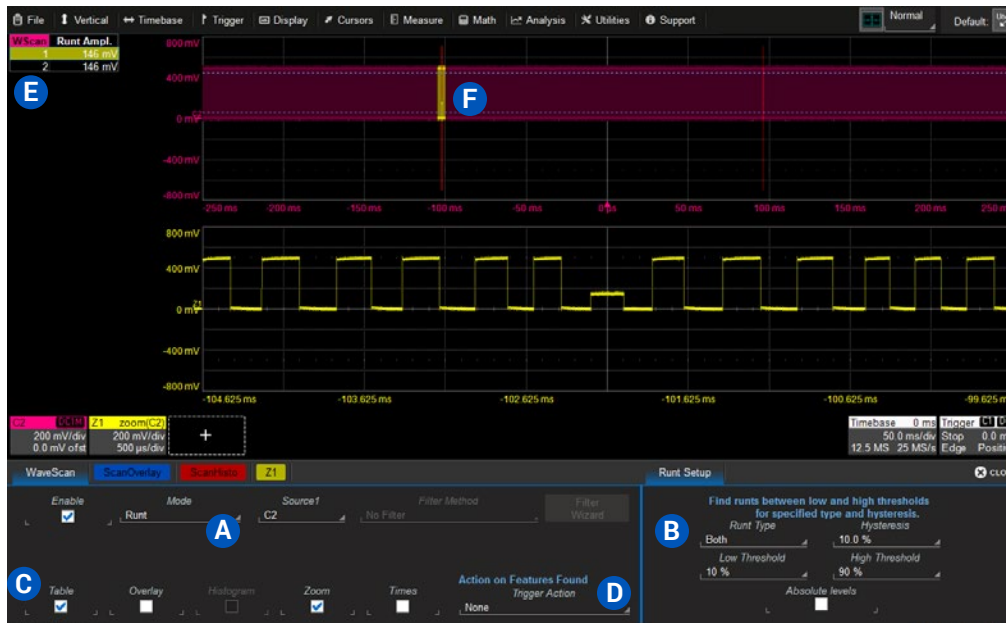 File Vertical Timebase Trigger Display Cursors Measure Math Analysis Utilities Support Normal Default:
WScan Runt Ampl.
1 146 mV
2 146 mV
E
800 mV
400 mV
F
C2
0 mV
-400 mV
-800 mV
-250 ms -200 ms -150 ms -100 ms -50 ms 0 µs 50 ms 100 ms 150 ms 200 ms
800 mV
400 mV
Z1
0 mV
-400 mV
-800 mV
-104.625 ms -103.625 ms -102.625 ms -101.625 ms -100.625 ms
C2 DC1M Z1 zoom(C2)
200 mV/div 200 mV/div
0.0 mV ofst 500 µs/div
+
Timebase 0 ms Trigger C1
50.0 ms/div Stop
12.5 MS 25 MS/s Edge
WaveScan ScanOverlay ScanHisto Z1 Runt Setup
Enable Mode Source1 Filter Method Filter Wizard
Runt C2 No Filter
A
Find runts between low and high thresholds
for specified type and hysteresis.
B
Runt Type Hysteresis
Both 10.0 %
Low Threshold High Threshold
10 % 90 %
Absolute levels
C
Table Overlay Histogram Zoom Times
Action on Features Found
Trigger Action
None
D